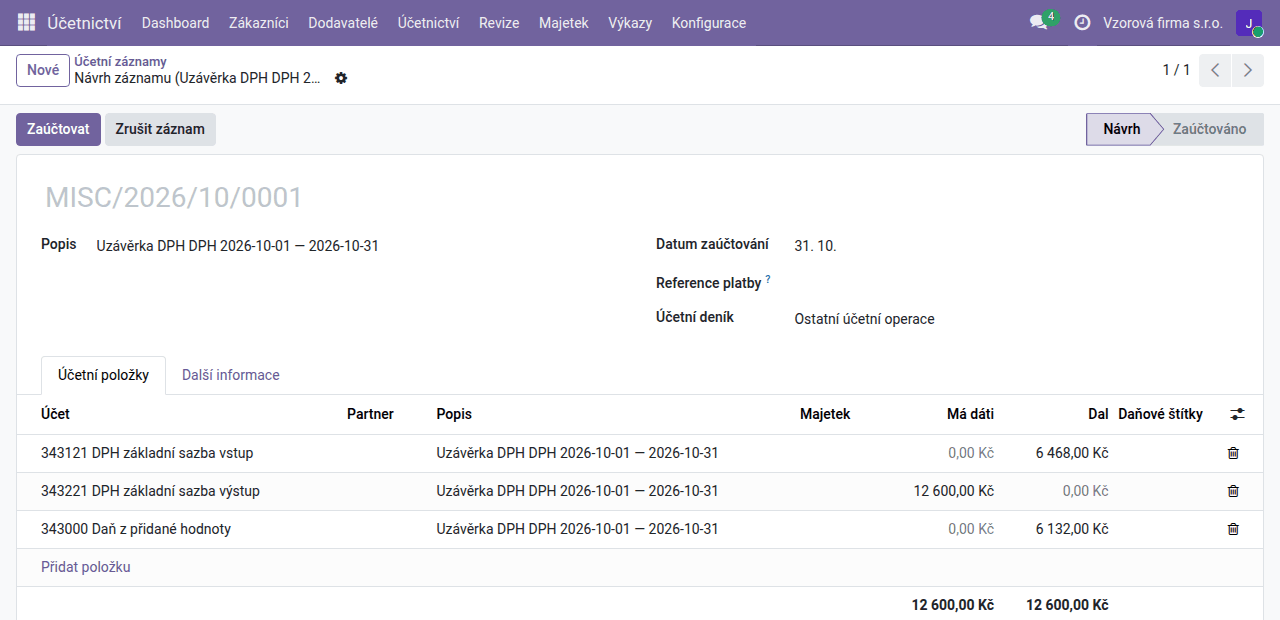 Účetnictví Dashboard Zákazníci Dodavatelé Účetnictví Revize Majetek Výkazy Konfigurace 4 Vzorová firma s.r.o. J
Nové Účetní záznamy
Návrh záznamu (Uzávěrka DPH DPH 2... 1 / 1
Zaúčtovat Zrušit záznam Návrh Zaúčtováno
MISC/2026/10/0001
Popis Uzávěrka DPH DPH 2026-10-01 — 2026-10-31 Datum zaúčtování 31. 10.
Reference platby ?
Účetní deník Ostatní účetní operace
Účetní položky Další informace
Účet Partner Popis Majetek Má dáti Dal Daňové štítky
343121 DPH základní sazba vstup Uzávěrka DPH DPH 2026-10-01 — 2026-10-31 0,00 Kč 6 468,00 Kč
343221 DPH základní sazba výstup Uzávěrka DPH DPH 2026-10-01 — 2026-10-31 12 600,00 Kč 0,00 Kč
343000 Daň z přidané hodnoty Uzávěrka DPH DPH 2026-10-01 — 2026-10-31 0,00 Kč 6 132,00 Kč
Přidat položku
12 600,00 Kč 12 600,00 Kč